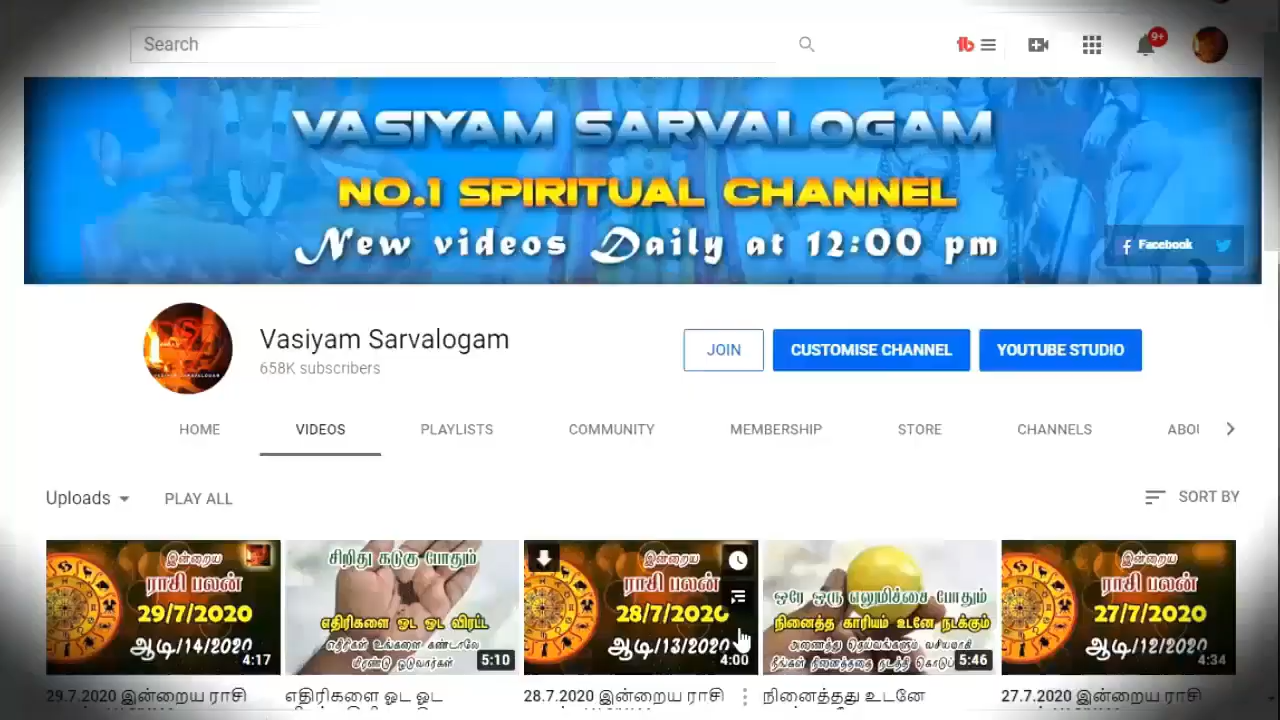 Search
9+
VASIYAM SARVALOGAM
NO.1 SPIRITUAL CHANNEL
New videos Daily at 12:00 pm
Facebook
Vasiyam Sarvalogam
658K subscribers
JOIN
CUSTOMISE CHANNEL
YOUTUBE STUDIO
HOME
VIDEOS
PLAYLISTS
COMMUNITY
MEMBERSHIP
STORE
CHANNELS
ABOU
Uploads
PLAY ALL
SORT BY
இன்றைய
ராசி பலன்
29/7/2020
ஆடி/14/2020
4:17
சிறிது கடுகு போதும்
எதிரிகளை ஓட ஓட விரட்ட
எதிரிகள் உங்களை கண்டாலே
மிரண்டு ஓடுவார்கள்
5:10
இன்றைய
ராசி பலன்
28/7/2020
ஆடி/13/2020
4:00
ஒரே ஒரு எலுமிச்சை போதும்
நினைத்த காரியம் உடனே நடக்கும்
அனைத்து தெய்வங்களும் வசியமாகி
நீங்கள் நினைத்ததை நடத்தி
5:46
இன்றைய
ராசி பலன்
27/7/2020
ஆடி/12/2020
4:34
29.7.2020 இன்றைய ராசி
எதிரிகளை ஓட ஓட
28.7.2020 இன்றைய ராசி
நினைத்தது உடனே
27.7.2020 இன்றைய ராசி